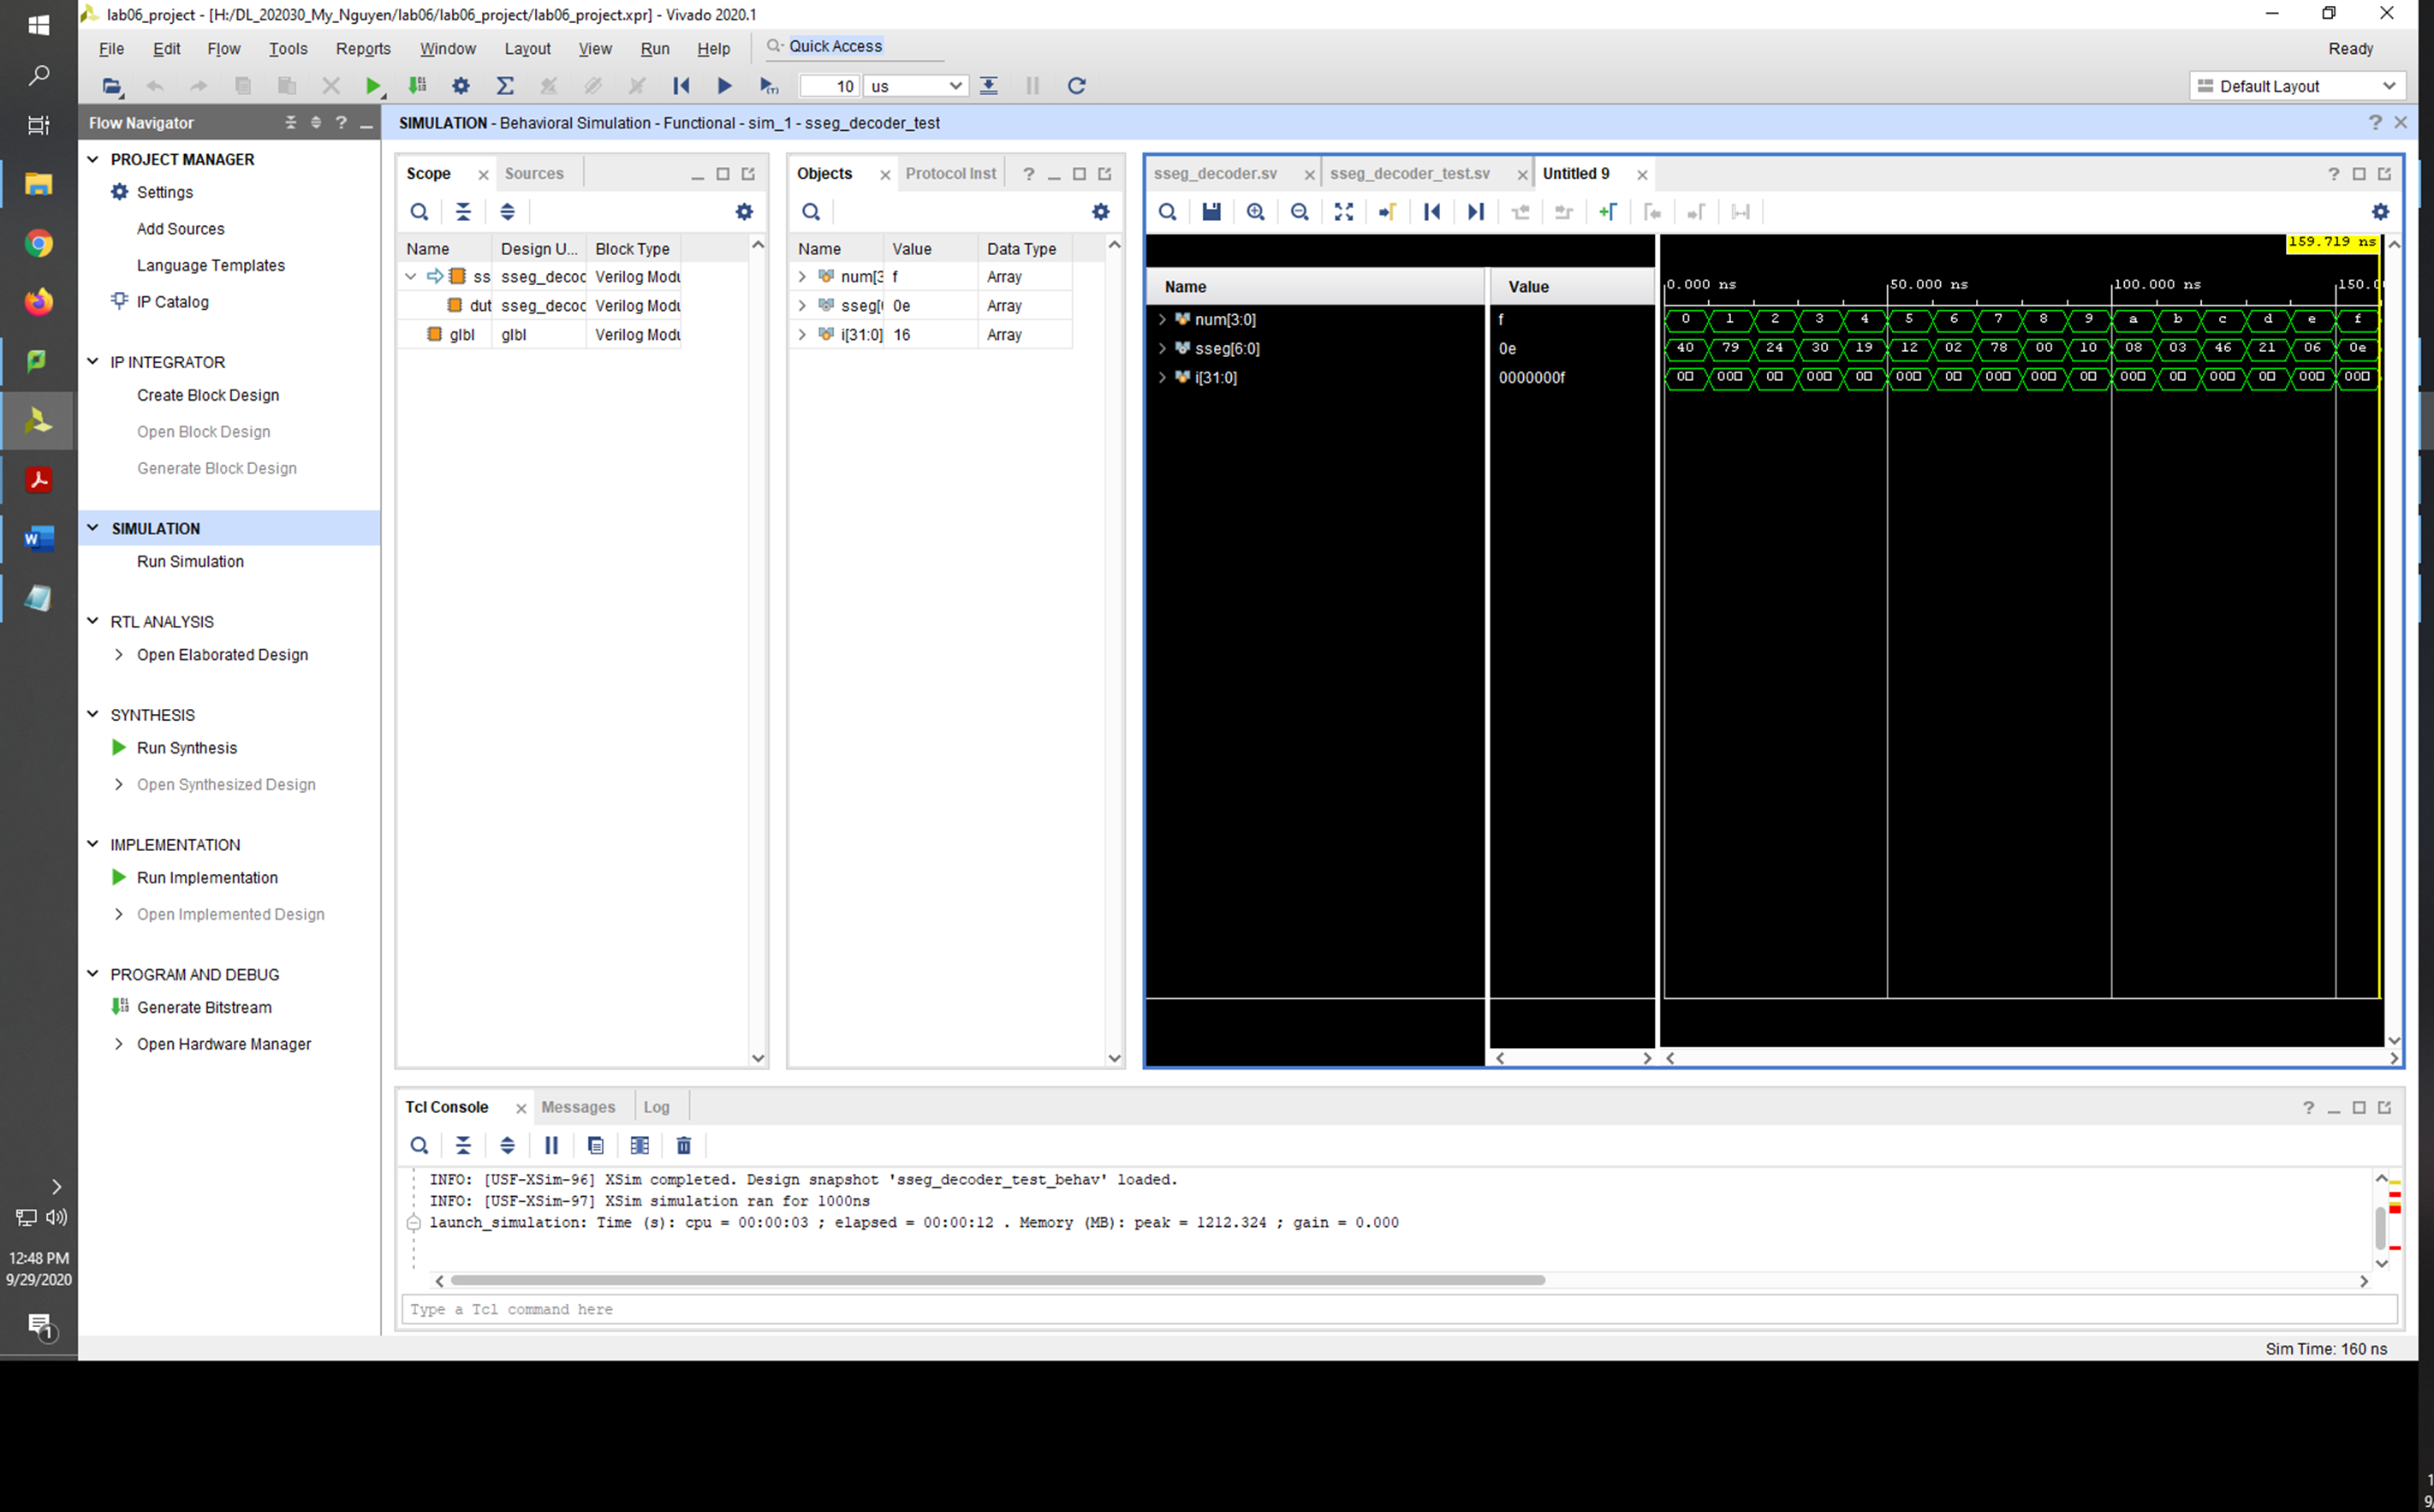 lab06_project - [H:/DL_202030_My_Nguyen/lab06/lab06_project/lab06_project.xpr] - Vivado 2020.1
File Edit Flow Tools Reports Window Layout View Run Help Quick Access Ready
10 us Default Layout
Flow Navigator
SIMULATION - Behavioral Simulation - Functional - sim_1 - sseg_decoder_test
PROJECT MANAGER
Settings
Add Sources
Language Templates
IP Catalog
IP INTEGRATOR
Create Block Design
Open Block Design
Generate Block Design
SIMULATION
Run Simulation
RTL ANALYSIS
Open Elaborated Design
SYNTHESIS
Run Synthesis
Open Synthesized Design
IMPLEMENTATION
Run Implementation
Open Implemented Design
PROGRAM AND DEBUG
Generate Bitstream
Open Hardware Manager
Scope Sources
Name Design U... Block Type
ss sseg_decoc Verilog Modu
dut sseg_decoc Verilog Modu
glbl glbl Verilog Modu
Objects Protocol Inst
Name Value Data Type
num[3 f Array
sseg[ 0e Array
i[31:0] 16 Array
sseg_decoder.sv sseg_decoder_test.sv Untitled 9
159.719 ns
Name Value 0.000 ns 50.000 ns 100.000 ns 150.0
num[3:0] f 0 1 2 3 4 5 6 7 8 9 a b c d e f
sseg[6:0] 0e 40 79 24 30 19 12 02 78 00 10 08 03 46 21 06 0e
i[31:0] 0000000f 00 000 00 000 00 000 00 000 000 00 000 00 000 00 000 000
Tcl Console Messages Log
INFO: [USF-XSim-96] XSim completed. Design snapshot 'sseg_decoder_test_behav' loaded.
INFO: [USF-XSim-97] XSim simulation ran for 1000ns
launch_simulation: Time (s): cpu = 00:00:03 ; elapsed = 00:00:12 . Memory (MB): peak = 1212.324 ; gain = 0.000
Type a Tcl command here
Sim Time: 160 ns
12:48 PM
9/29/2020
1